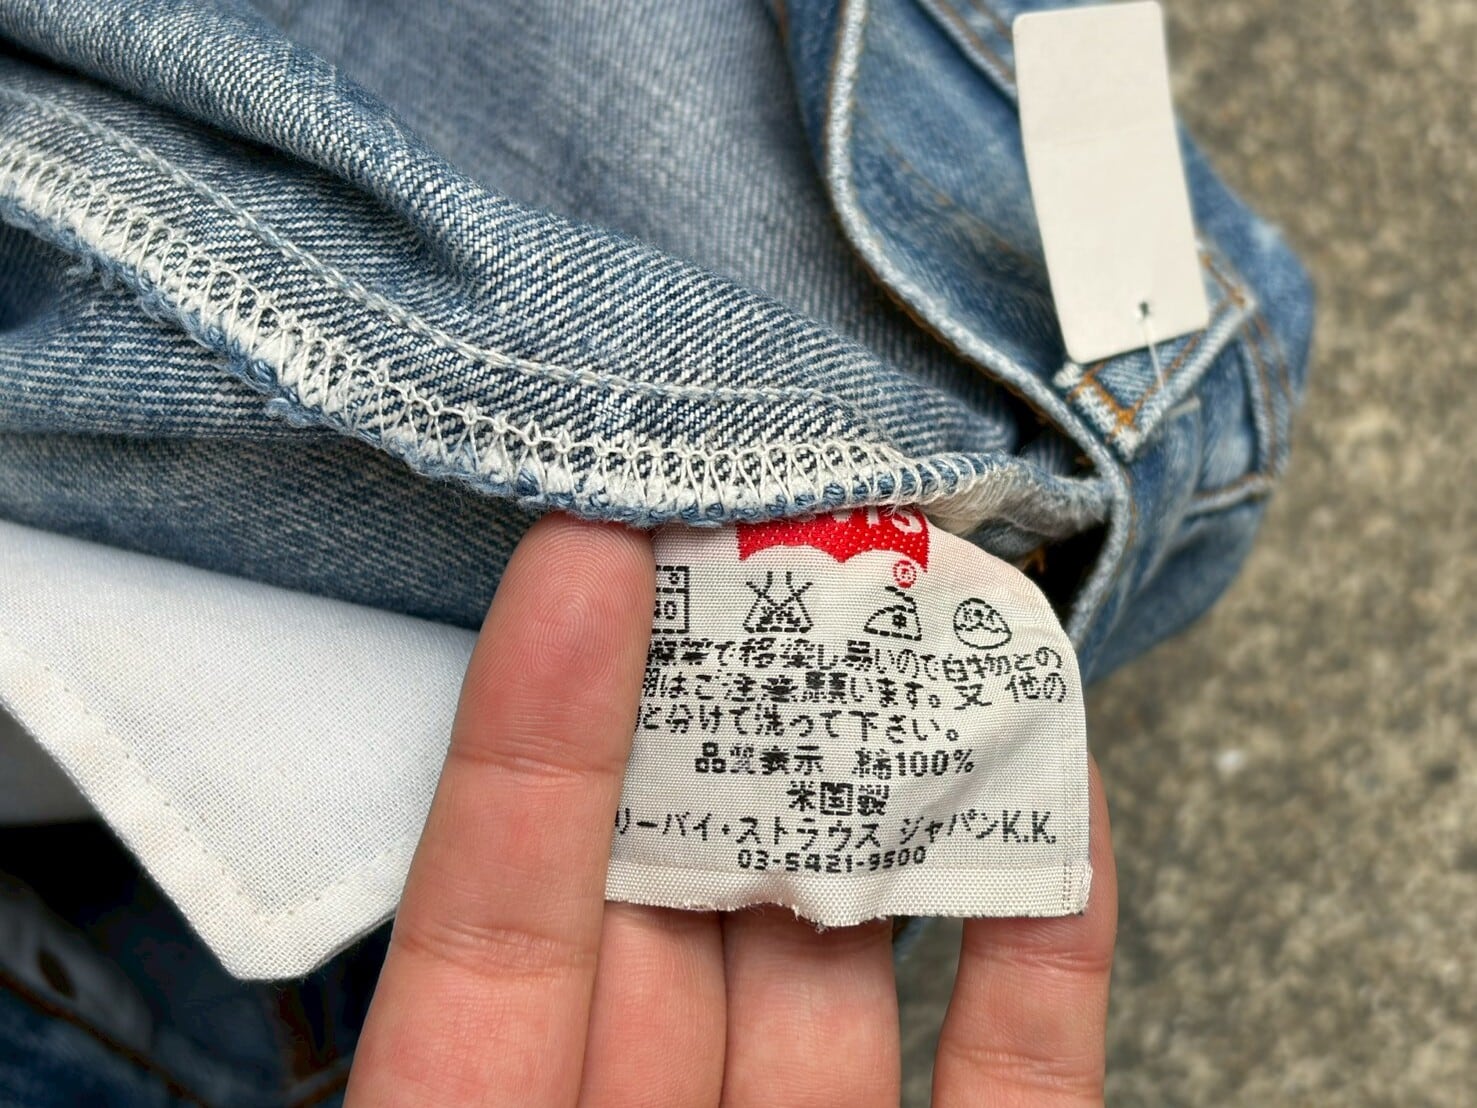 摩擦で移染し易いので白物との
用はご注意願います。又 他の
と分けて洗って下さい。
品質表示 綿100%
米国製
リーバイ・ストラウス ジャパンK.K.
03-5421-9500